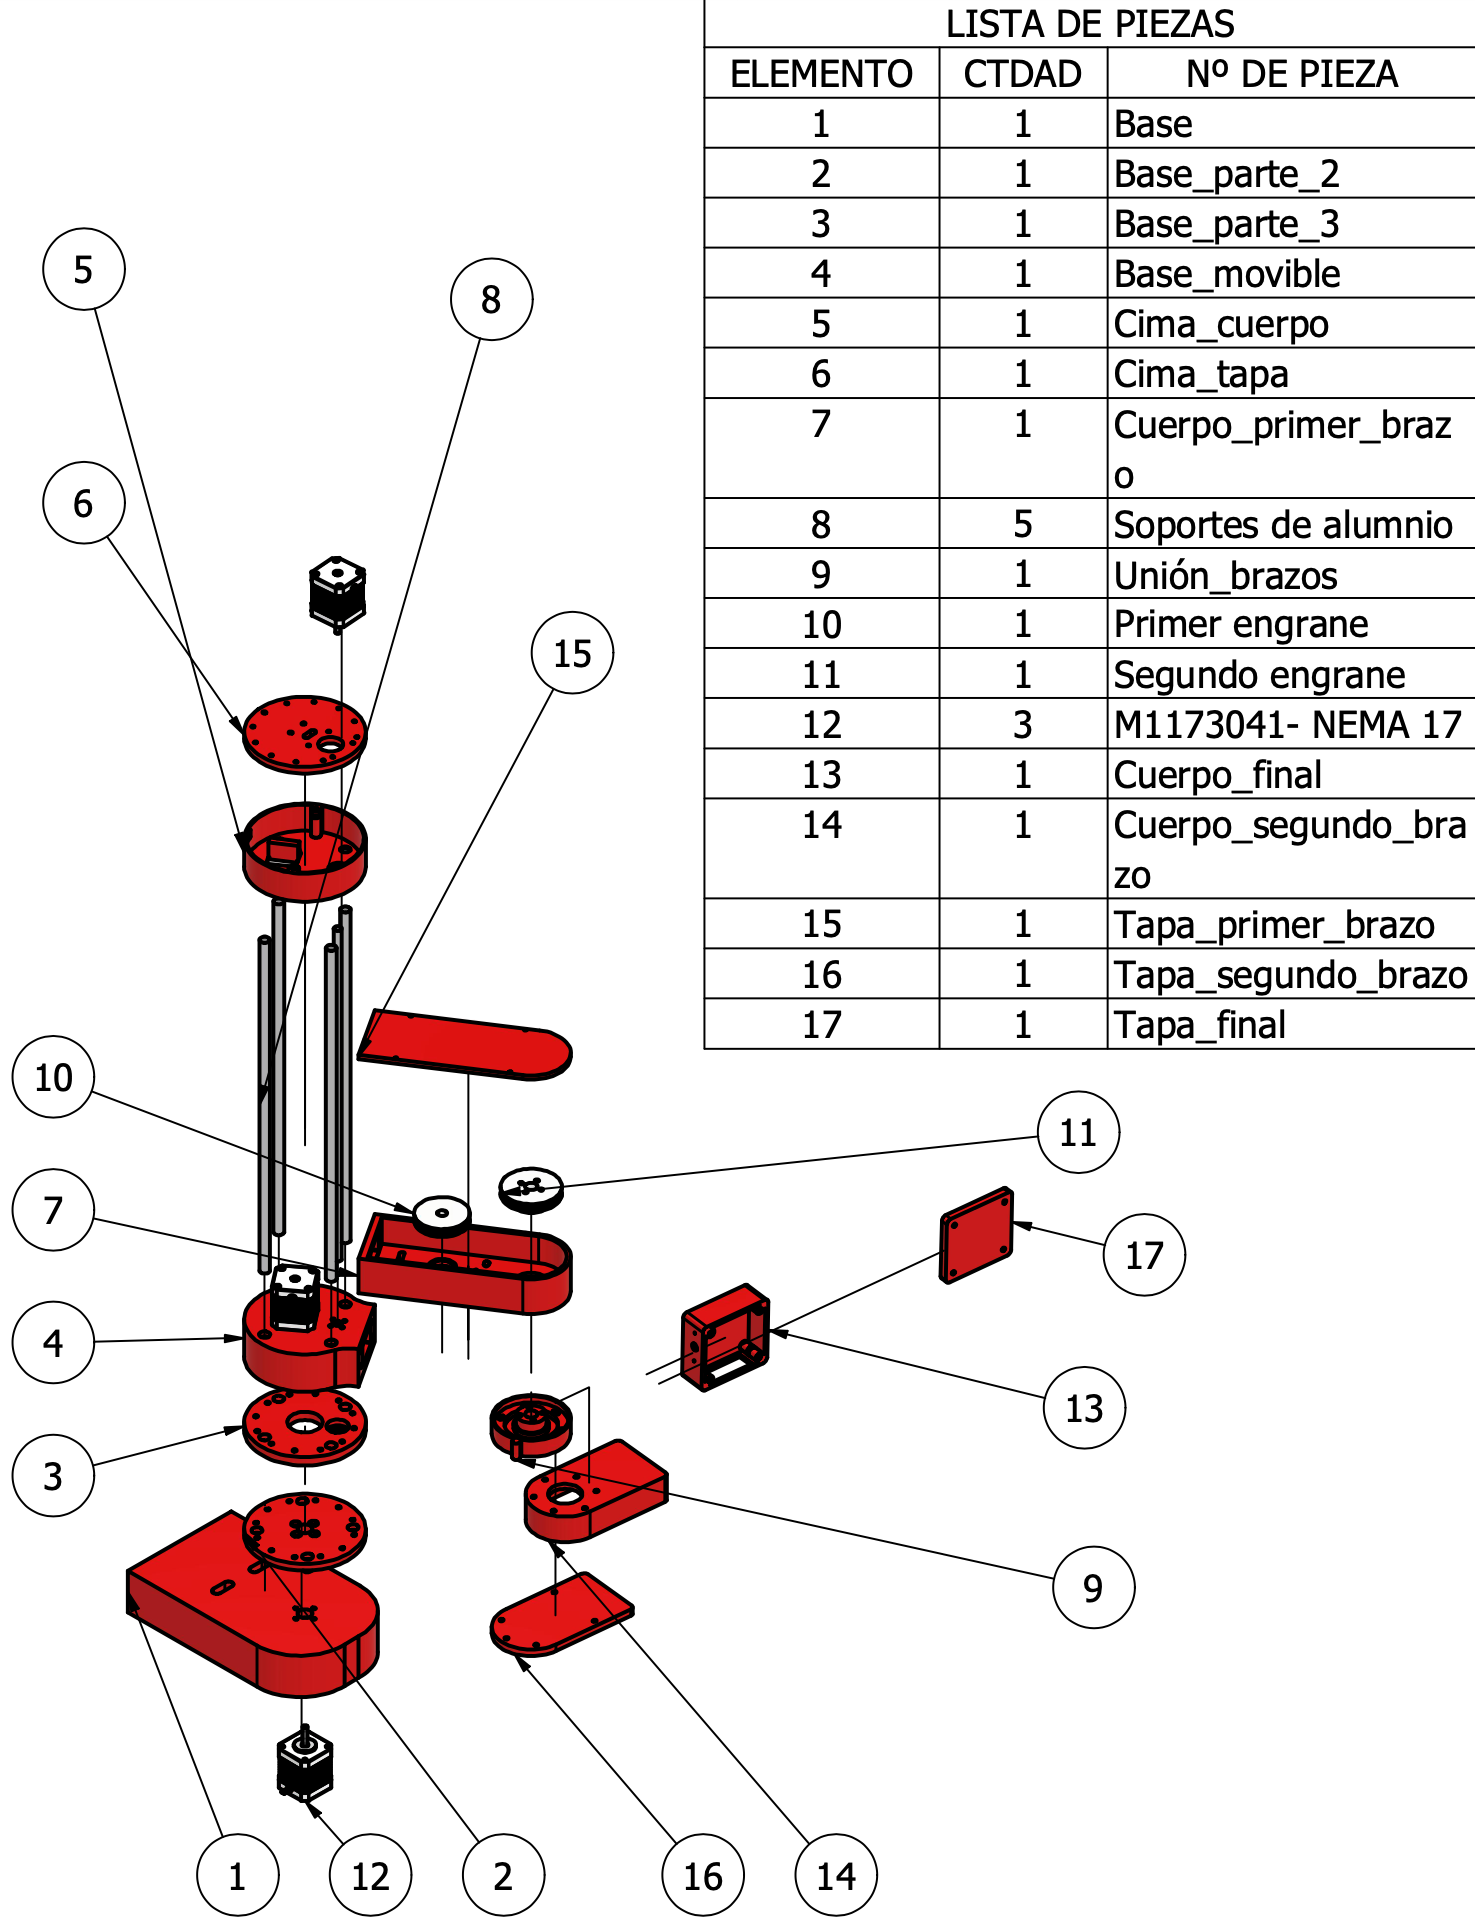 LISTA DE PIEZAS
ELEMENTO CTDAD Nº DE PIEZA
1 1 Base
2 1 Base_parte_2
3 1 Base_parte_3
4 1 Base_movible
5 1 Cima_cuerpo
6 1 Cima_tapa
7 1 Cuerpo_primer_braz
o
8 5 Soportes de alumnio
9 1 Unión_brazos
10 1 Primer engrane
11 1 Segundo engrane
12 3 M1173041- NEMA 17
13 1 Cuerpo_final
14 1 Cuerpo_segundo_bra
zo
15 1 Tapa_primer_brazo
16 1 Tapa_segundo_brazo
17 1 Tapa_final
5
8
6
15
10
11
7
17
4
13
3
9
1
12
2
16
14